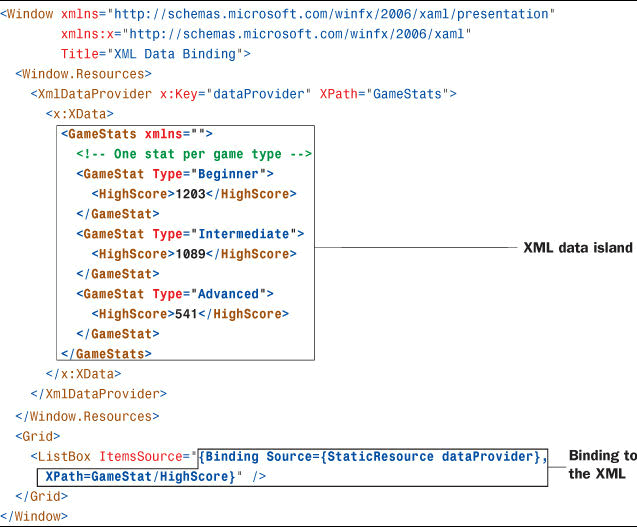 <Window xmlns="http://schemas.microsoft.com/winfx/2006/xaml/presentation"
xmlns:x="http://schemas.microsoft.com/winfx/2006/xaml"
Title="XML Data Binding">
<Window.Resources>
<XmlDataProvider x:Key="dataProvider" XPath="GameStats">
<x:XData>
<GameStats xmlns="">
<!-- One stat per game type -->
<GameStat Type="Beginner">
<HighScore>1203</HighScore>
</GameStat>
<GameStat Type="Intermediate">
<HighScore>1089</HighScore>
</GameStat>
<GameStat Type="Advanced">
<HighScore>541</HighScore>
</GameStat>
</GameStats>
XML data island
</x:XData>
</XmlDataProvider>
</Window.Resources>
<Grid>
<ListBox ItemsSource="{Binding Source={StaticResource dataProvider},
XPath=GameStat/HighScore}" />
Binding to
the XML
</Grid>
</Window>